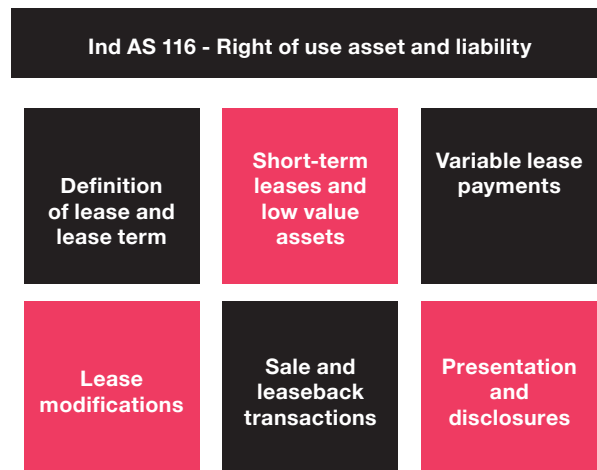 Ind AS 116 - Right of use asset and liability
Definition
of lease and
lease term
Short-term
leases and
low value
assets
Variable lease
payments
Lease
modifications
Sale and
leaseback
transactions
Presentation
and
disclosures